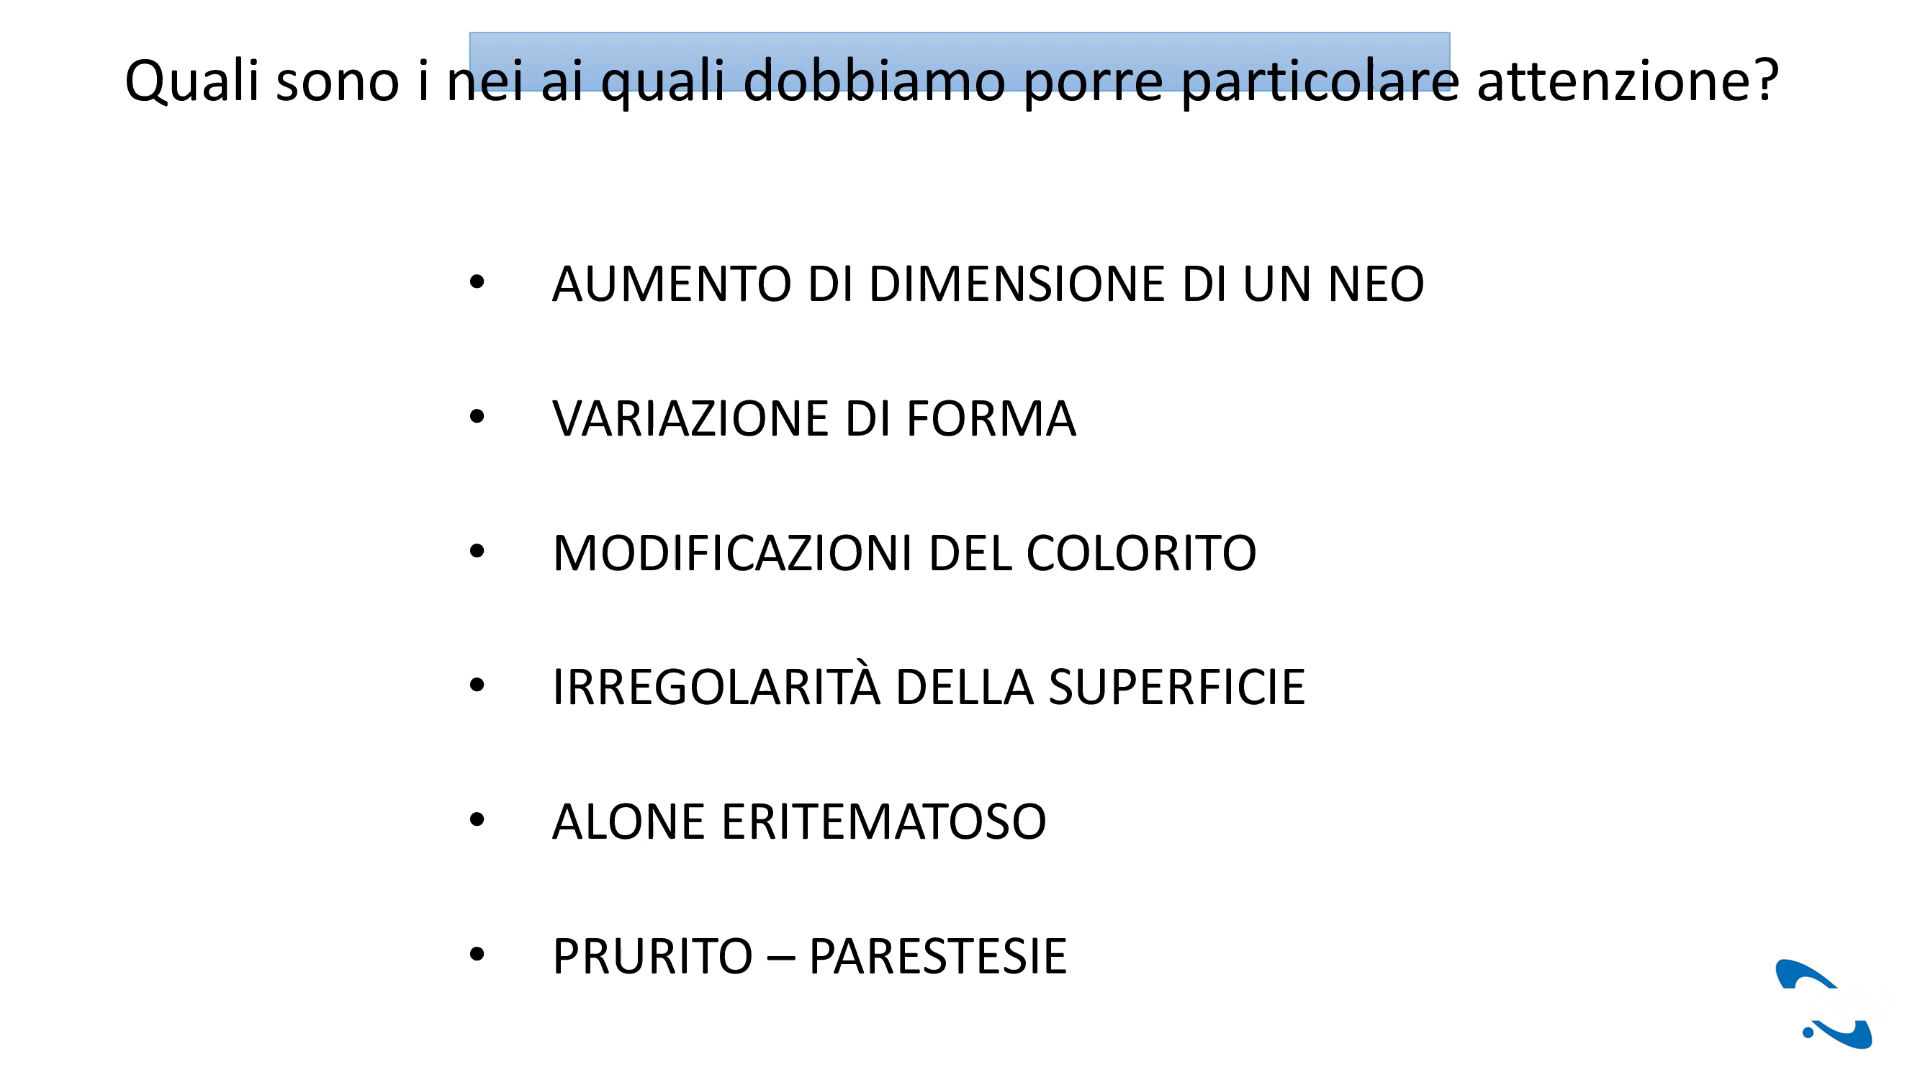 Quali sono i nei ai quali dobbiamo porre particolare attenzione?
• AUMENTO DI DIMENSIONE DI UN NEO
• VARIAZIONE DI FORMA
• MODIFICAZIONI DEL COLORITO
• IRREGOLARITÀ DELLA SUPERFICIE
• ALONE ERITEMATOSO
• PRURITO – PARESTESIE